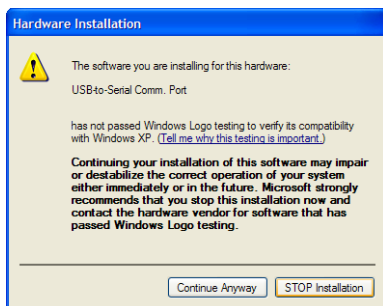 Hardware Installation
The software you are installing for this hardware:
USB-to-Serial Comm. Port
has not passed Windows Logo testing to verify its compatibility
with Windows XP. (Tell me why this testing is important.)
Continuing your installation of this software may impair
or destabilize the correct operation of your system
either immediately or in the future. Microsoft strongly
recommends that you stop this installation now and
contact the hardware vendor for software that has
passed Windows Logo testing.
Continue Anyway STOP Installation